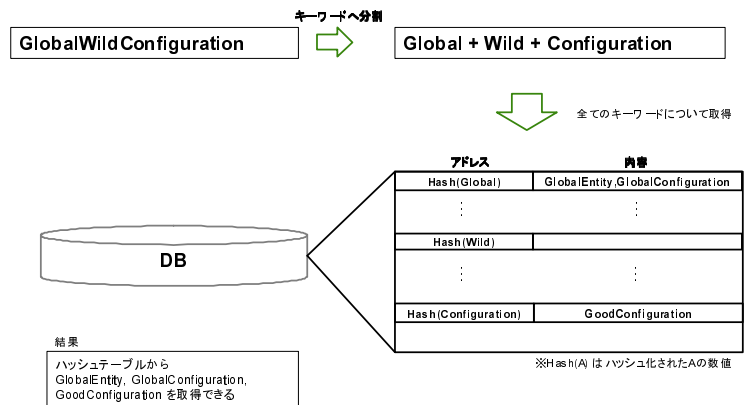 キーワードへ分割
GlobalWildConfiguration
Global + Wild + Configuration
全てのキーワードについて取得
アドレス 内容
Hash(Global) GlobalEntity,GlobalConfiguration
⋮ ⋮
Hash(Wild)
⋮ ⋮
Hash(Configuration) GoodConfiguration
DB
※Hash(A) は ハッシュ化されたAの数値
結果
ハッシュテーブルから
GlobalEntity, GlobalConfiguration,
GoodConfiguration を取得できる